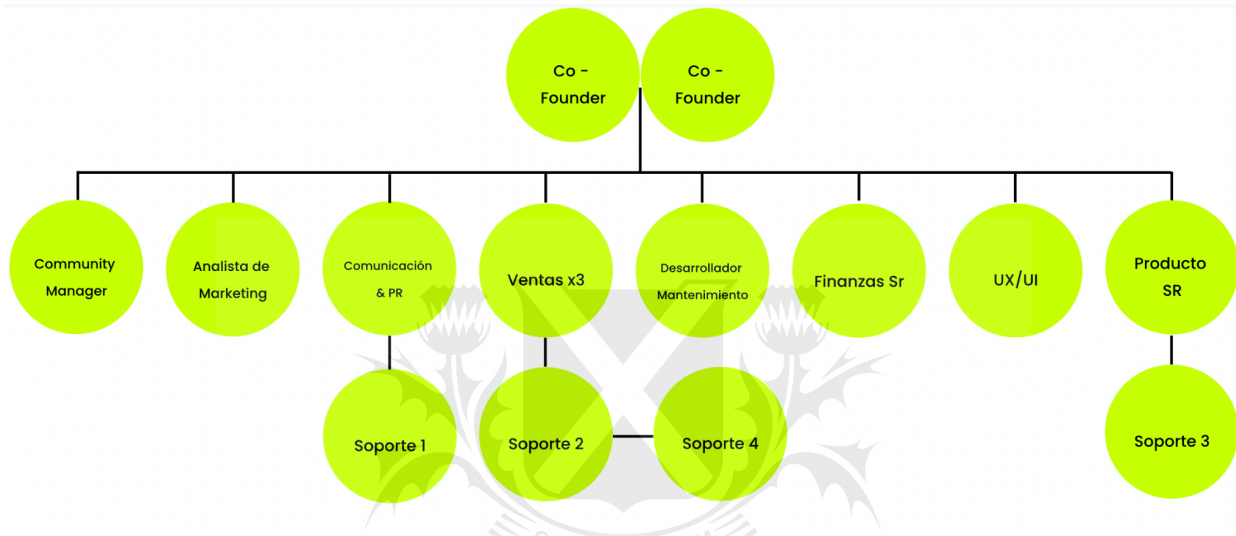 Co -
Founder
Co -
Founder
Community
Manager
Analista de
Marketing
Comunicación
& PR
Ventas x3
Desarrollador
Mantenimiento
Finanzas Sr
UX/UI
Producto
SR
Soporte 1
Soporte 2
Soporte 4
Soporte 3